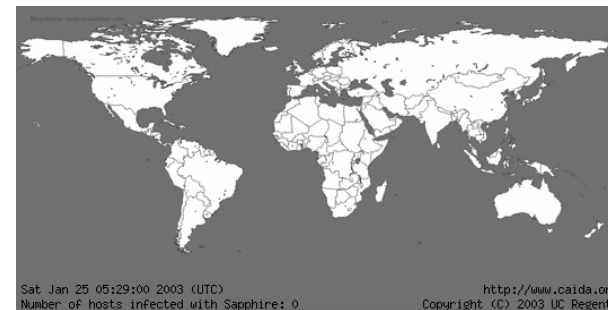 Sat Jan 25 05:29:00 2003 (UTC)
http://www.caida.or
Number of hosts infected with Sapphire: 0
Copyright (C) 2003 UC Regent